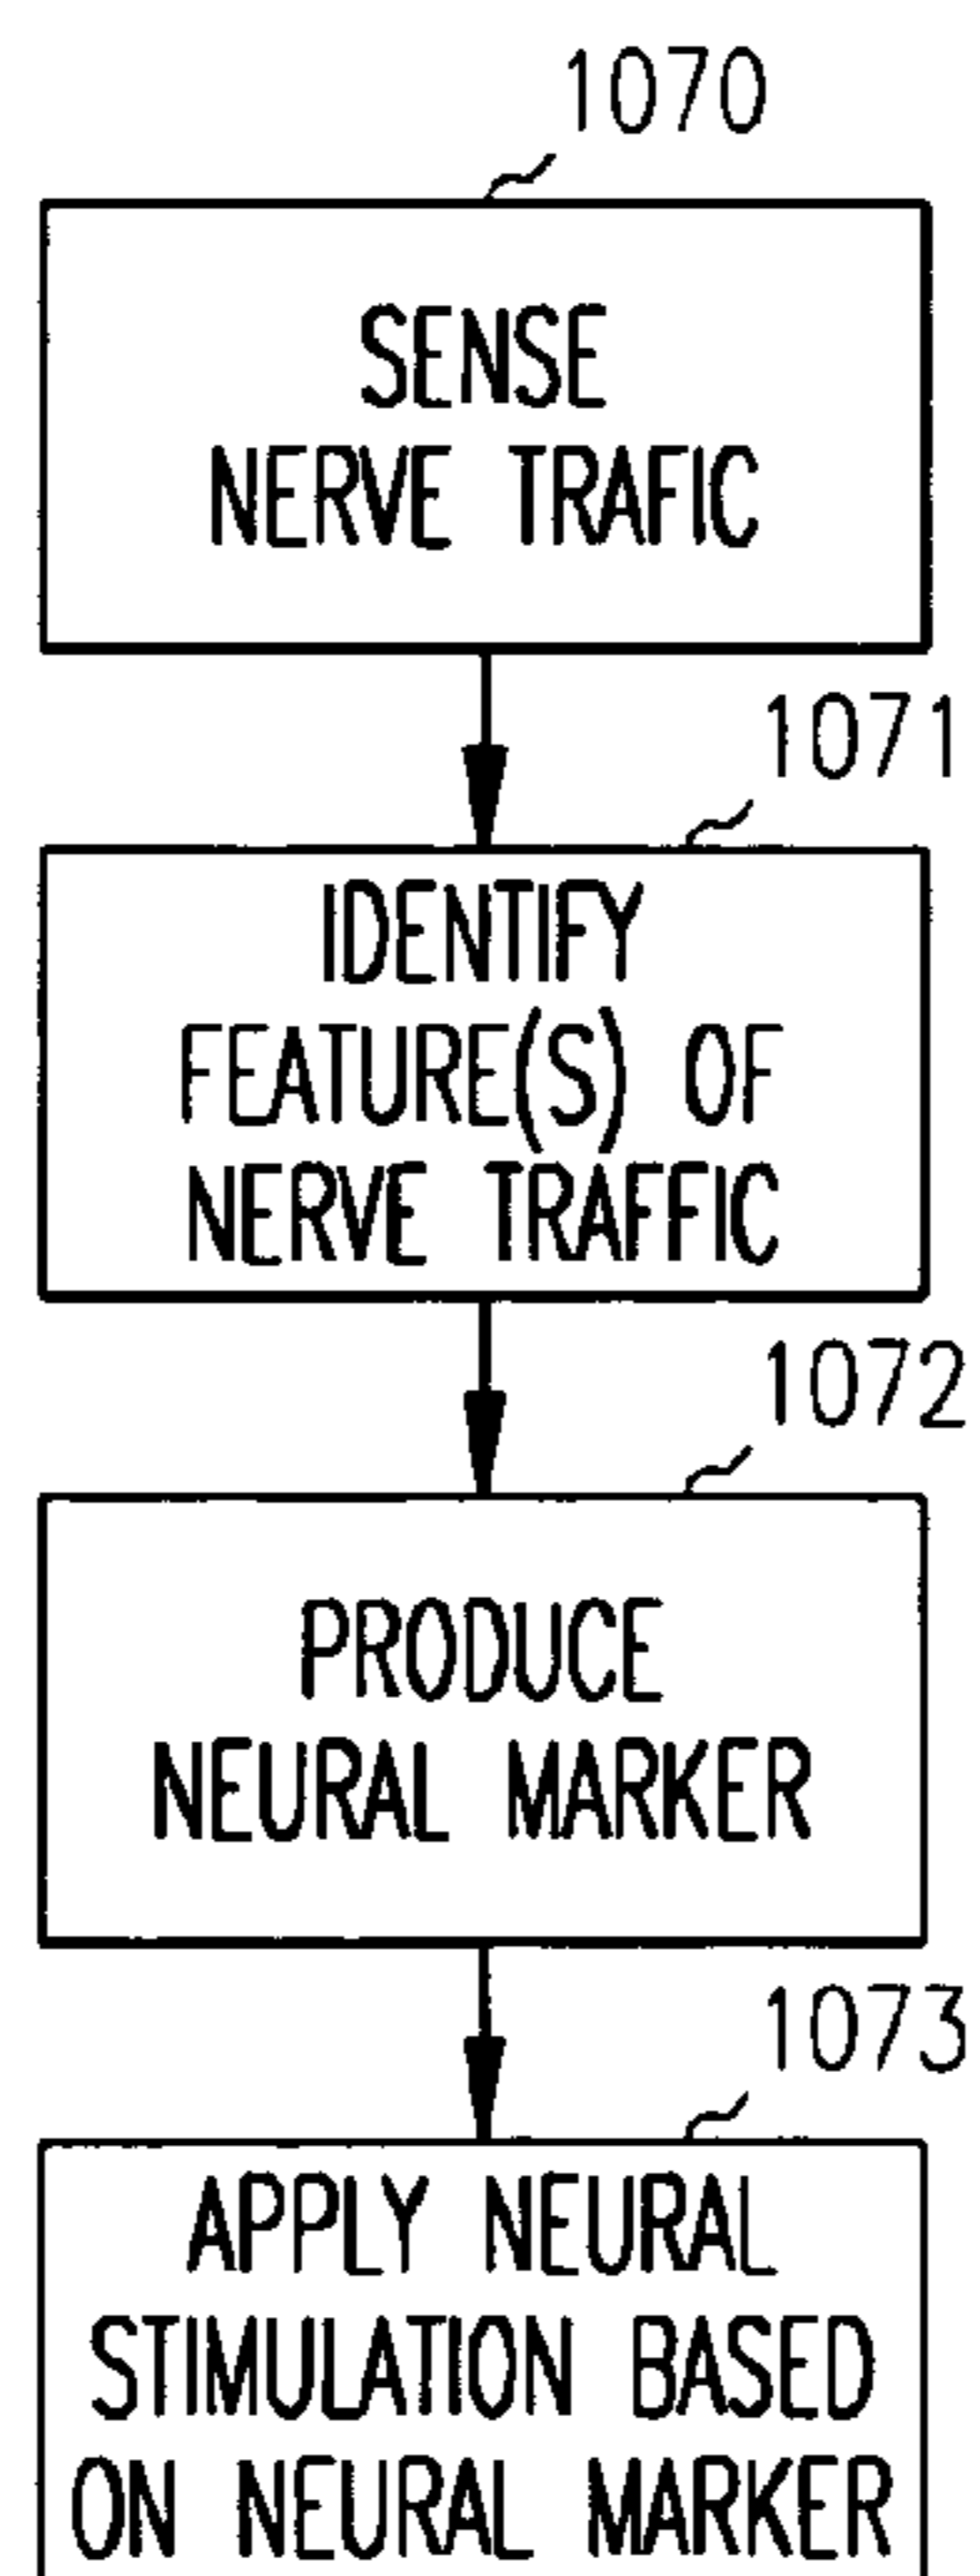 1070
SENSE
NERVE TRAFIC
1071
IDENTIFY
FEATURE(S) OF
NERVE TRAFFIC
1072
PRODUCE
NEURAL MARKER
1073
APPLY NEURAL
STIMULATION BASED
ON NEURAL MARKER